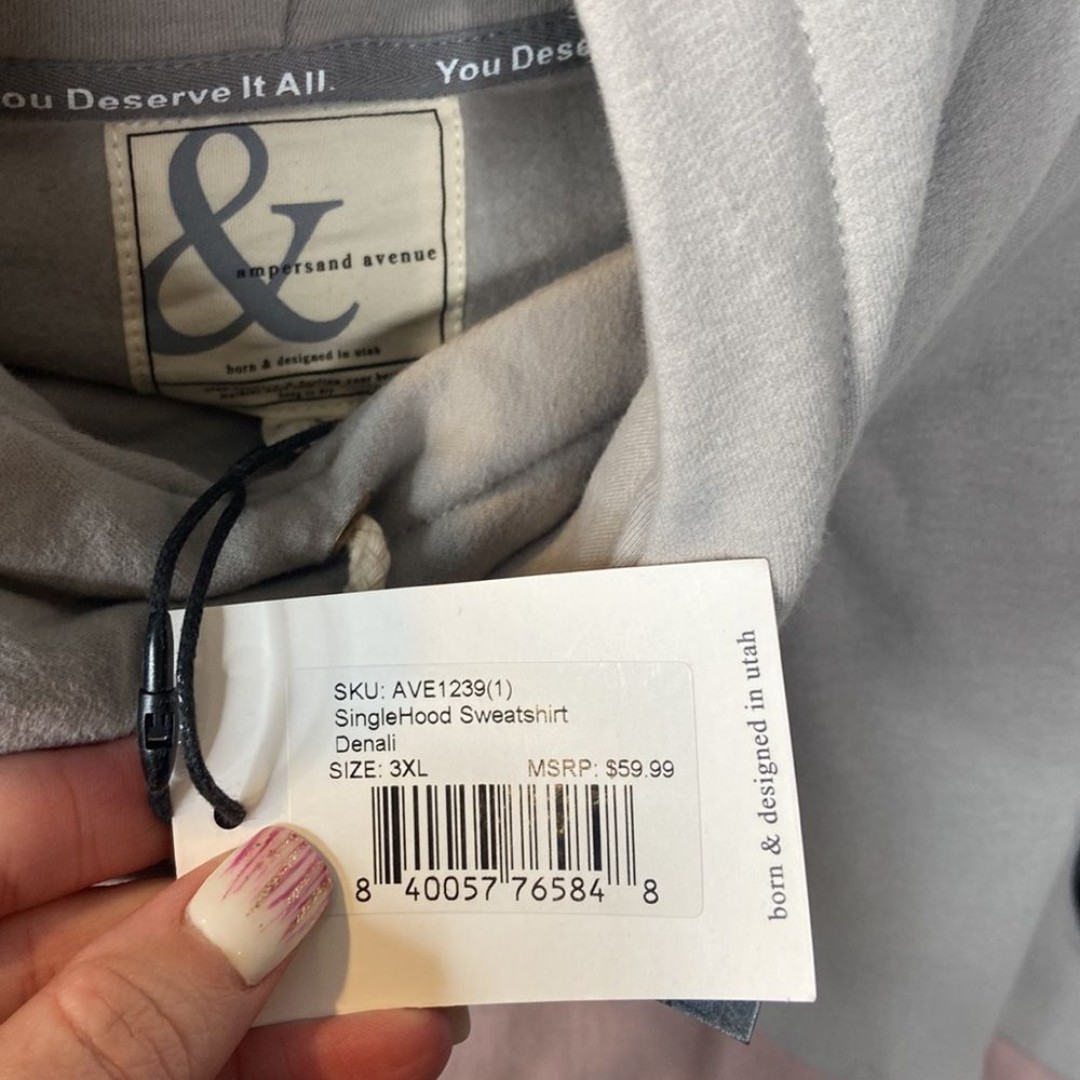 ou Deserve It All.
You Dese
&
ampersand avenue
born & designed in utah
SKU: AVE1239(1)
SingleHood Sweatshirt
Denali
SIZE: 3XL MSRP: $59.99
8 40057 76584 8
born & designed in utah